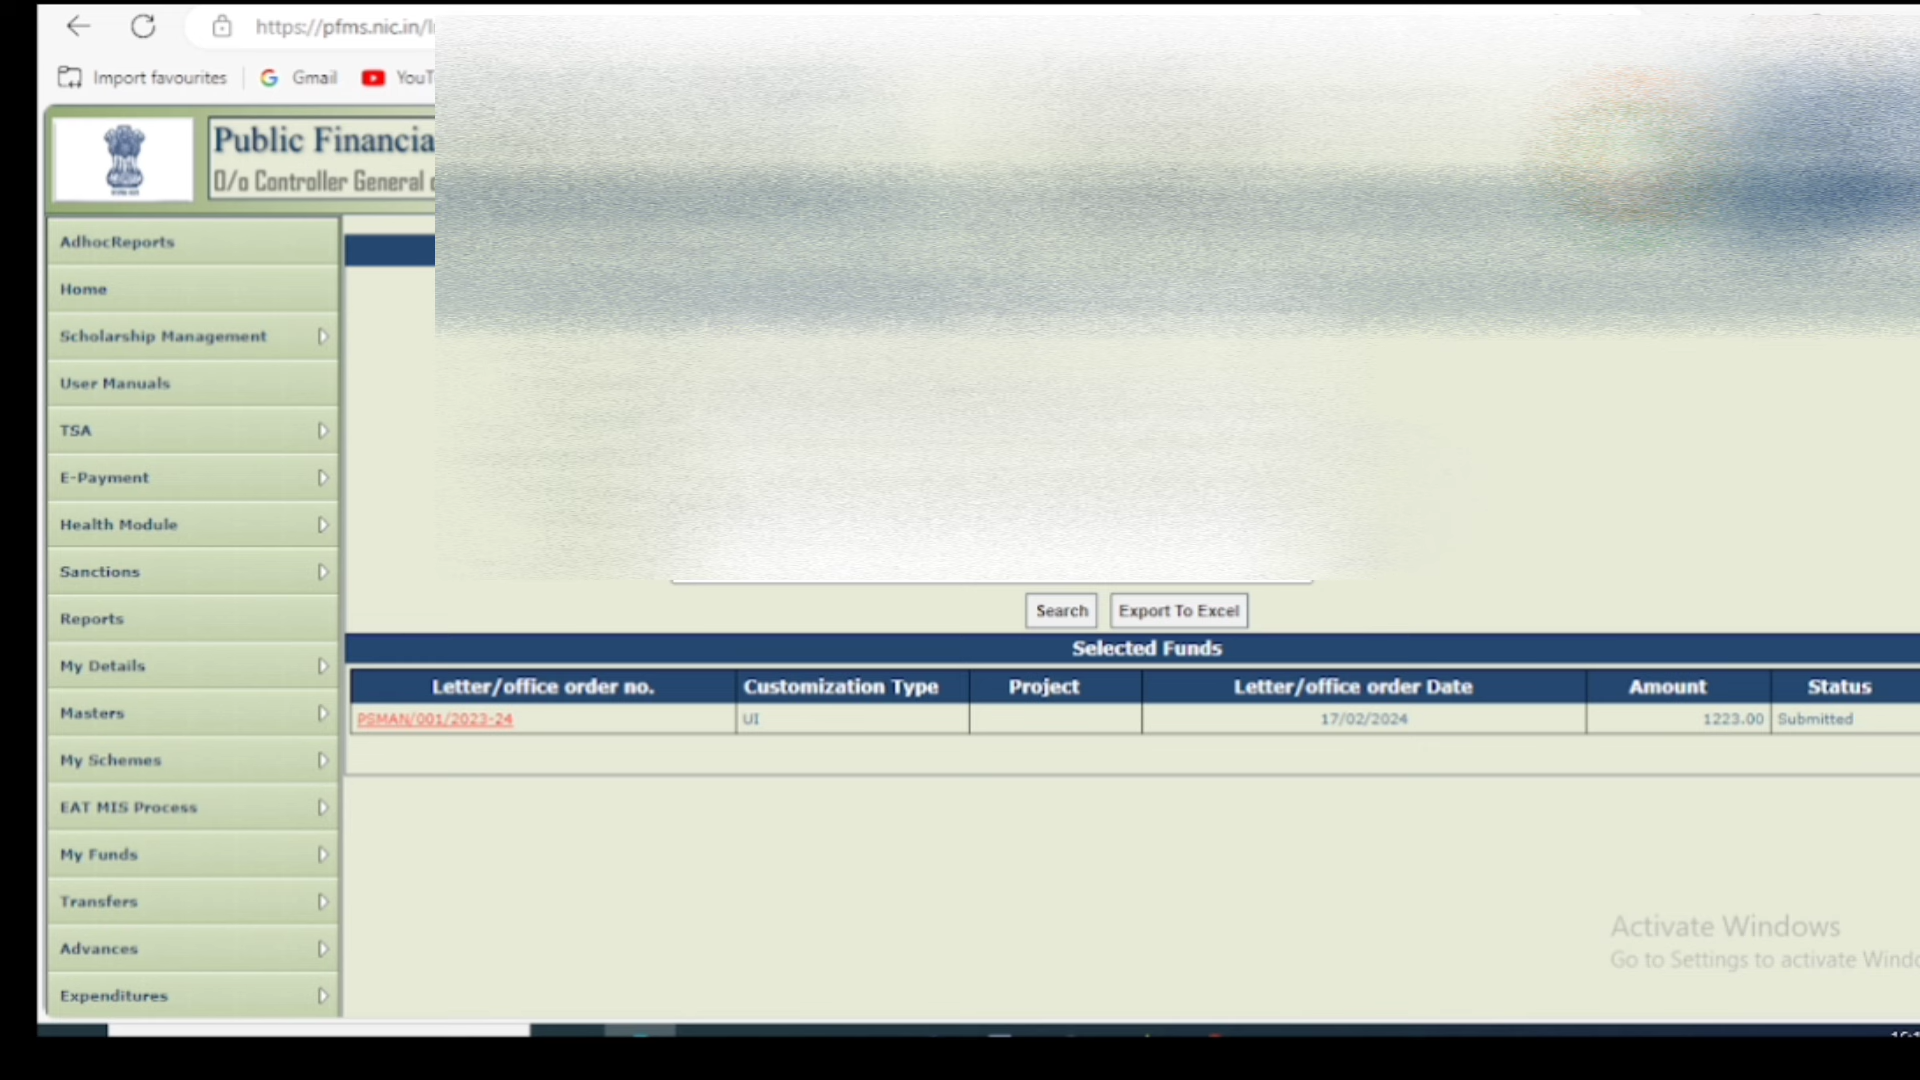 https://pfms.nic.in/
Import favourites
Gmail
YouT
Public Financia
O/o Controller General
AdhocReports
Home
Scholarship Management
User Manuals
TSA
E-Payment
Health Module
Sanctions
Reports
My Details
Masters
My Schemes
EAT MIS Process
My Funds
Transfers
Advances
Expenditures
Search
Export To Excel
Selected Funds
Letter/office order no. Customization Type Project Letter/office order Date Amount Status
PSMAN/001/2023-24 UI 17/02/2024 1223.00 Submitted
Activate Windows
Go to Settings to activate Windo